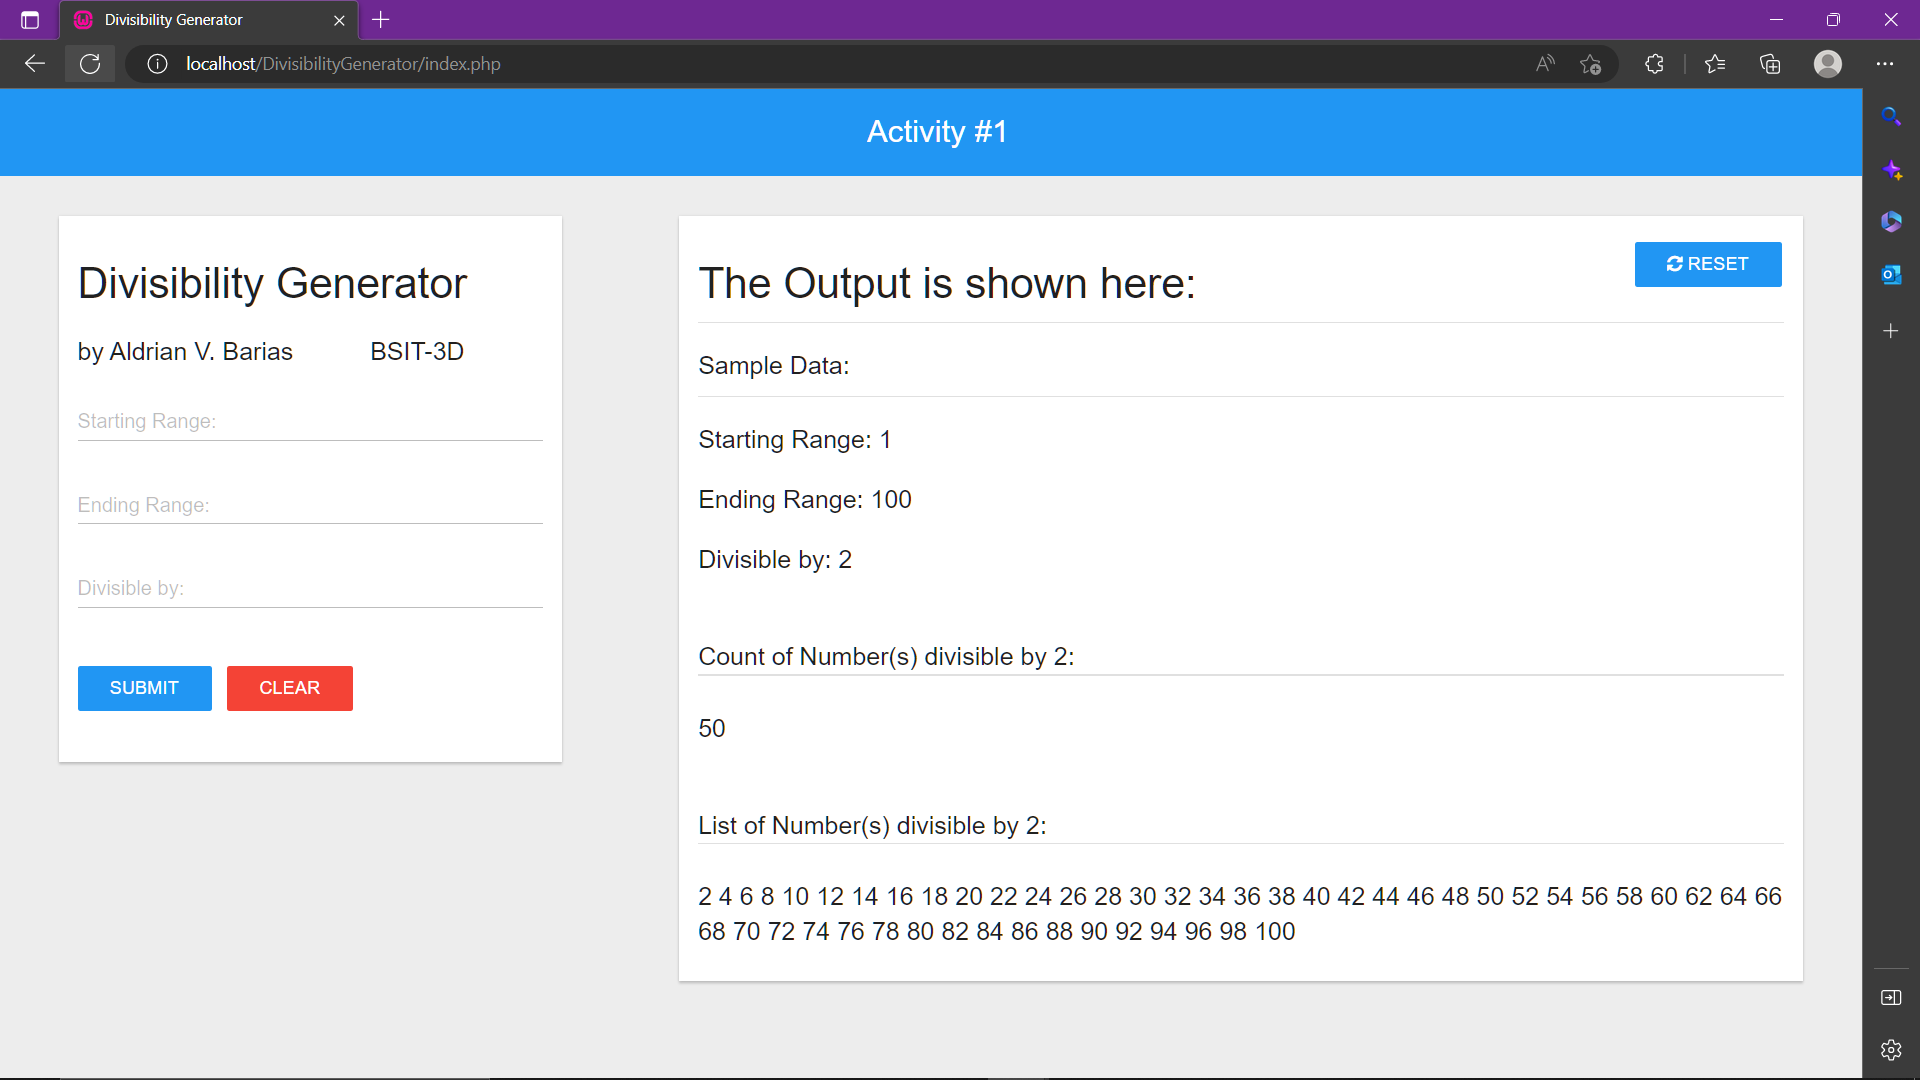 Divisibility Generator
localhost/DivisibilityGenerator/index.php
Activity #1
Divisibility Generator
by Aldrian V. Barias BSIT-3D
Starting Range:
Ending Range:
Divisible by:
SUBMIT CLEAR
The Output is shown here:
RESET
Sample Data:
Starting Range: 1
Ending Range: 100
Divisible by: 2
Count of Number(s) divisible by 2:
50
List of Number(s) divisible by 2:
2 4 6 8 10 12 14 16 18 20 22 24 26 28 30 32 34 36 38 40 42 44 46 48 50 52 54 56 58 60 62 64 66
68 70 72 74 76 78 80 82 84 86 88 90 92 94 96 98 100